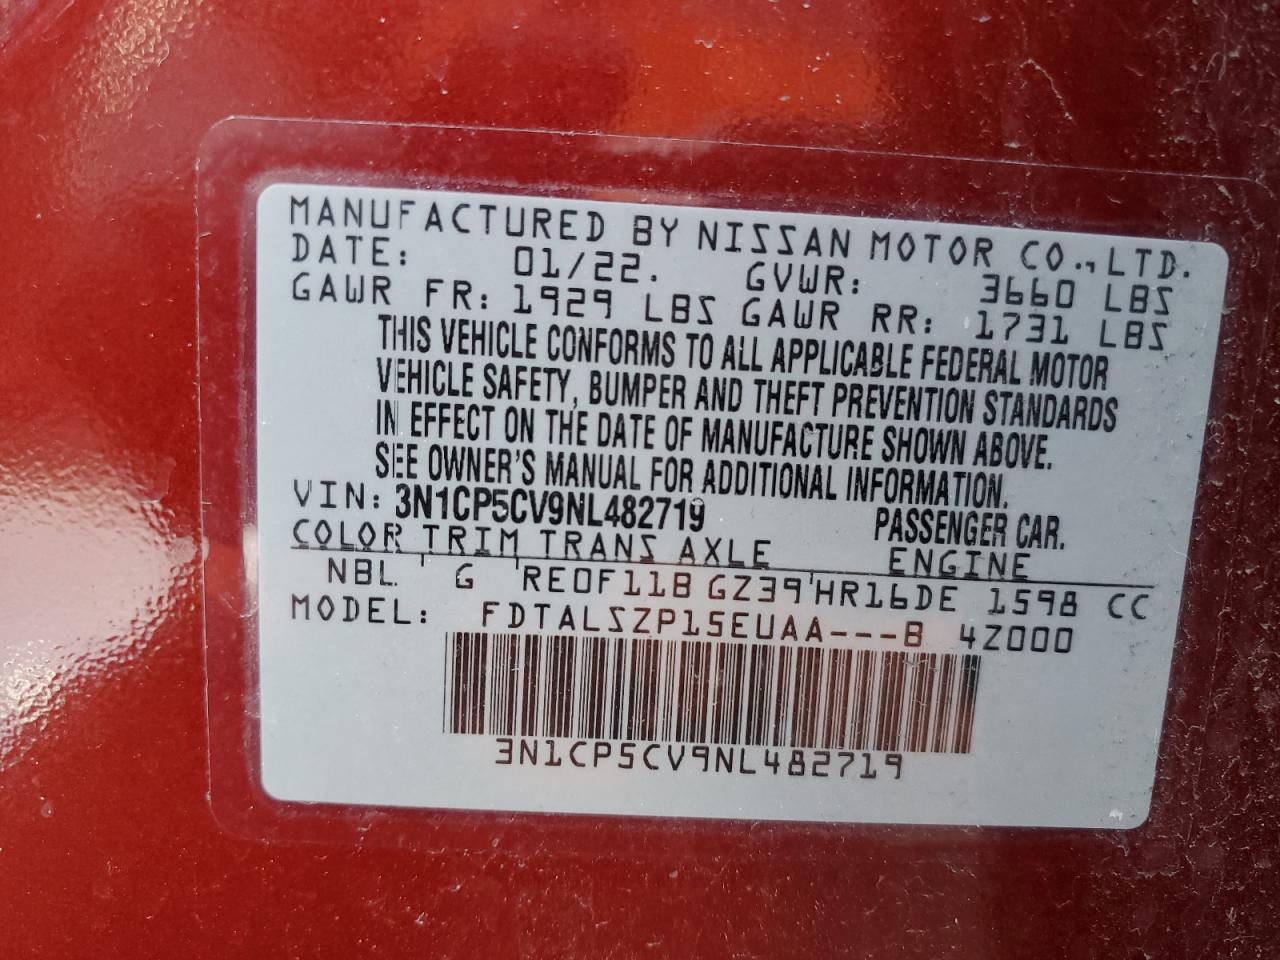 MANUFACTURED BY NISSAN MOTOR CO., LTD.
DATE: 01/22. GVWR: 3660 LBS
GAWR FR: 1929 LBS GAWR RR: 1731 LBS
THIS VEHICLE CONFORMS TO ALL APPLICABLE FEDERAL MOTOR
VEHICLE SAFETY, BUMPER AND THEFT PREVENTION STANDARDS
IN EFFECT ON THE DATE OF MANUFACTURE SHOWN ABOVE.
SEE OWNER'S MANUAL FOR ADDITIONAL INFORMATION.
VIN: 3N1CP5CV9NL482719 PASSENGER CAR.
COLOR TRIM TRANS AXLE ENGINE
NBL G RE0F11B GZ39 HR16DE 1598 CC
MODEL: FDTALSZP15EUAA---B 4Z000
3N1CP5CV9NL482719